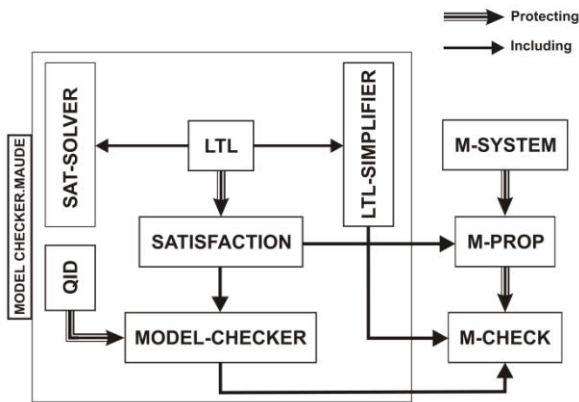 Protecting
Including
MODEL CHECKER.MAUDE
SAT-SOLVER
LTL
LTL-SIMPLIFIER
M-SYSTEM
SATISFACTION
M-PROP
QID
MODEL-CHECKER
M-CHECK